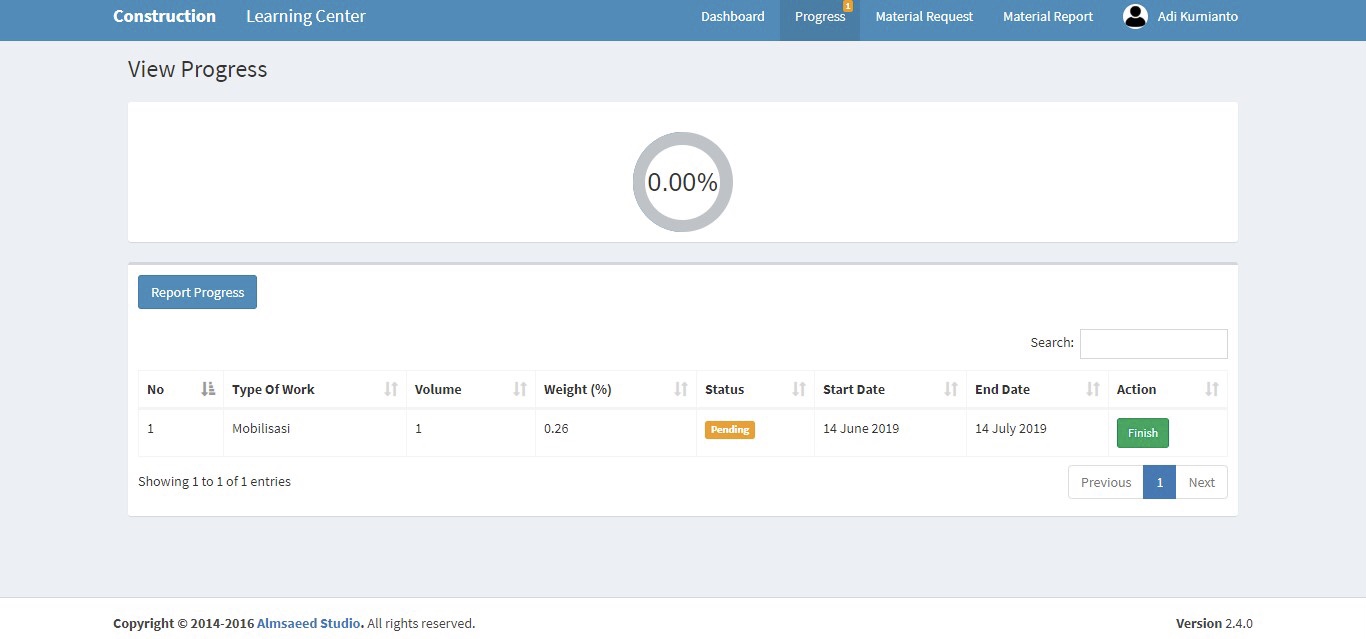 Construction Learning Center Dashboard Progress 1 Material Request Material Report Adi Kurnianto
View Progress
0.00%
Report Progress
Search:
No Type Of Work Volume Weight (%) Status Start Date End Date Action
1 Mobilisasi 1 0.26 Pending 14 June 2019 14 July 2019 Finish
Showing 1 to 1 of 1 entries Previous 1 Next
Copyright © 2014-2016 Almsaeed Studio. All rights reserved. Version 2.4.0